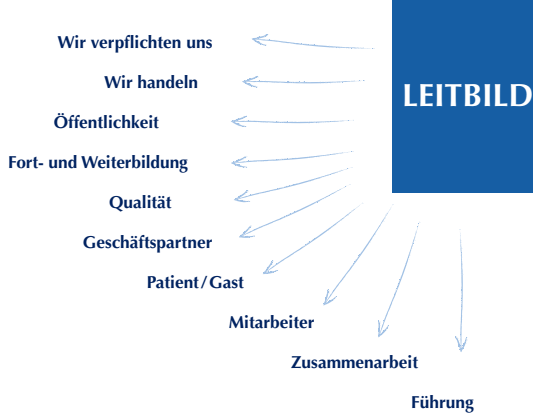 Wir verpflichten uns
Wir handeln
LEITBILD
Öffentlichkeit
Fort- und Weiterbildung
Qualität
Geschäftspartner
Patient / Gast
Mitarbeiter
Zusammenarbeit
Führung